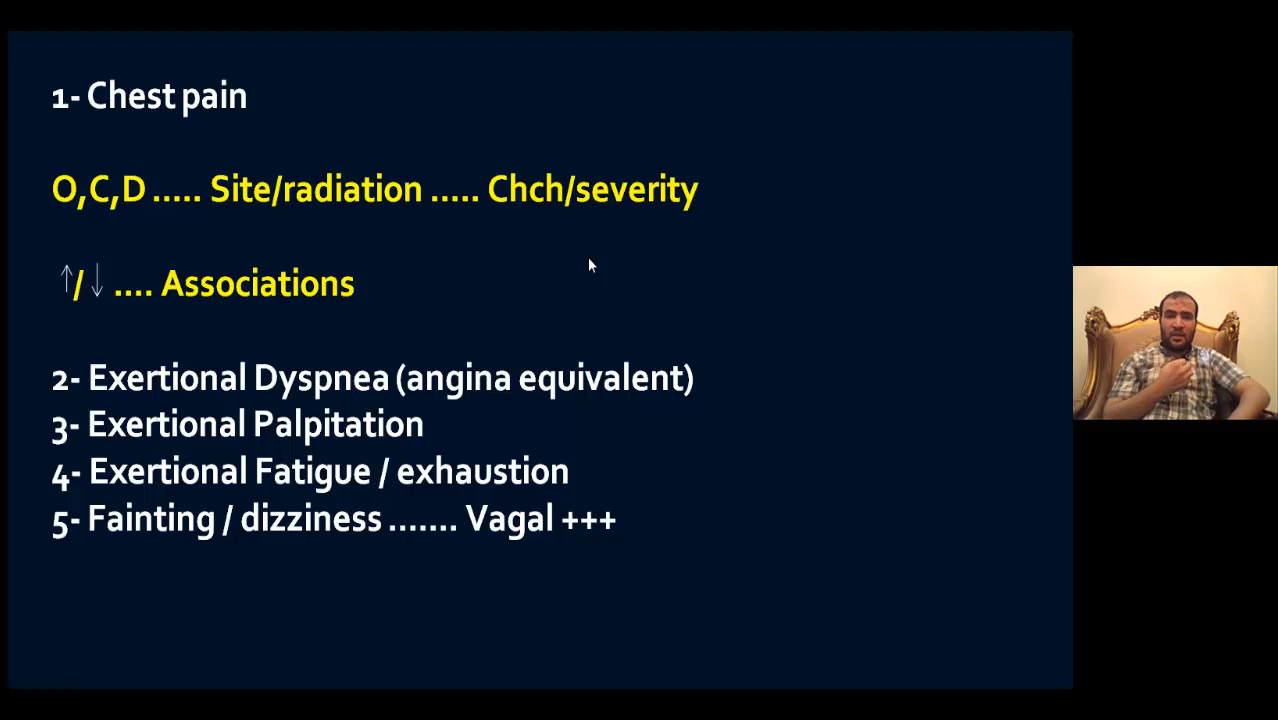 1- Chest pain
O,C,D ..... Site/radiation ..... Chch/severity
↑/↓ .... Associations
2- Exertional Dyspnea (angina equivalent)
3- Exertional Palpitation
4- Exertional Fatigue / exhaustion
5- Fainting / dizziness ....... Vagal +++